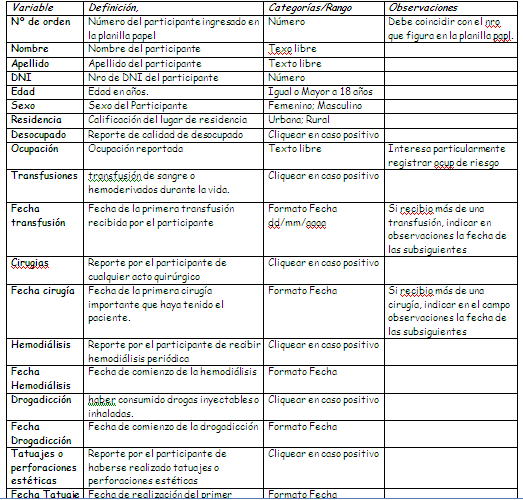 Variable Definición, Categorías/Rango Observaciones
Nº de orden Número del participante ingresado en la planilla papel Número Debe coincidir con el nro que figura en la planilla papl.
Nombre Nombre del participante Texo libre
Apellido Apellido del participante Texto libre
DNI Nro de DNI del participante Número
Edad Edad en años. Igual o Mayor a 18 años
Sexo Sexo del Participante Femenino; Masculino
Residencia Calificación del lugar de residencia Urbana; Rural
Desocupado Reporte de calidad de desocupado Cliquear en caso positivo
Ocupación Ocupación reportada Texto libre Interesa particularmente registrar ocup de riesgo
Transfusiones transfusión de sangre o hemoderivados durante la vida. Cliquear en caso positivo
Fecha transfusión Fecha de la primera transfusión recibida por el participante Formato Fecha dd/mm/aaaa Si recibio más de una transfusión, indicar en observaciones la fecha de las subsiguientes
Cirugias Reporte por el participante de cualquier acto quirúrgico Cliquear en caso positivo
Fecha cirugía Fecha de la primera cirugía importante que haya tenido el paciente. Formato Fecha Si recibio más de una cirugía, indicar en el campo observaciones la fecha de las subsiguientes
Hemodiálisis Reporte por el participante de recibir hemodiálisis periódica Cliquear en caso positivo
Fecha Hemodiálisis Fecha de comienzo de la hemodiálisis Formato Fecha
Drogadicción haber consumido drogas inyectables o inhaladas. Cliquear en caso positivo
Fecha Drogadicción Fecha de comienzo de la drogadicción Formato Fecha
Tatuajes o perforaciones estéticas Reporte por el participante de haberse realizado tatuajes o perforaciones estéticas Cliquear en caso positivo
Fecha Tatuaje Fecha de realización del primer Formato Fecha